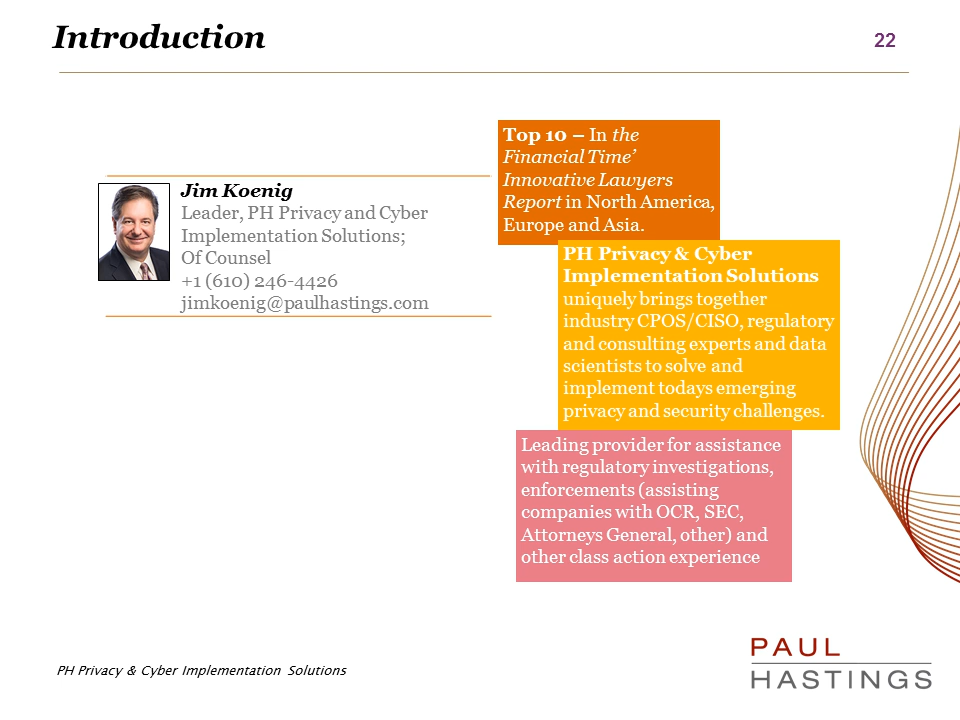 Introduction
22
Jim Koenig
Leader, PH Privacy and Cyber
Implementation Solutions;
Of Counsel
+1 (610) 246-4426
jimkoenig@paulhastings.com
Top 10 – In the
Financial Time’
Innovative Lawyers
Report in North America,
Europe and Asia.
PH Privacy & Cyber
Implementation Solutions
uniquely brings together
industry CPOS/CISO, regulatory
and consulting experts and data
scientists to solve and
implement todays emerging
privacy and security challenges.
Leading provider for assistance
with regulatory investigations,
enforcements (assisting
companies with OCR, SEC,
Attorneys General, other) and
other class action experience
PH Privacy & Cyber Implementation Solutions
PAUL
HASTINGS